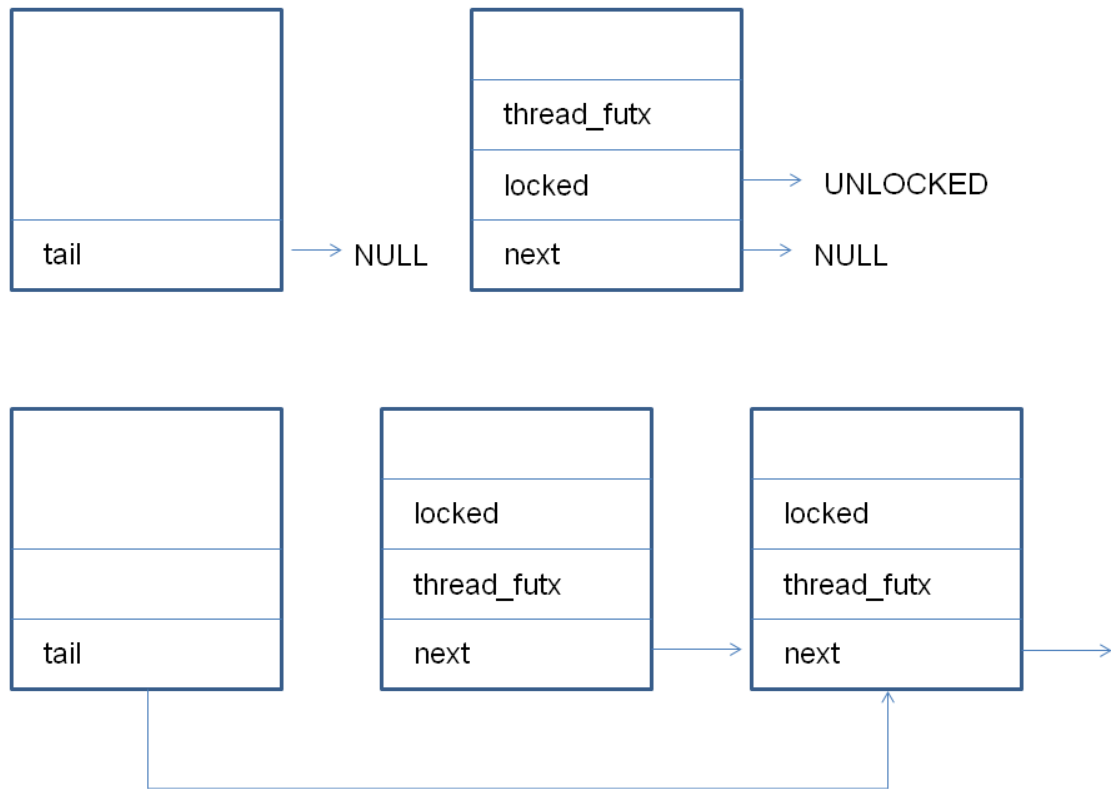 thread_futx
locked
UNLOCKED
tail
NULL
next
NULL
locked
locked
thread_futx
thread_futx
tail
next
next